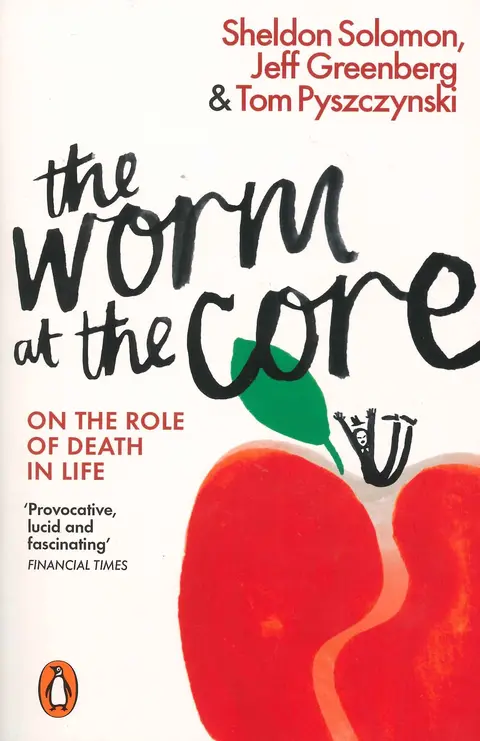 Sheldon Solomon,
Jeff Greenberg
& Tom Pyszczynski
the
worm
at the core
ON THE ROLE
OF DEATH
IN LIFE
‘Provocative,
lucid and
fascinating’
FINANCIAL TIMES